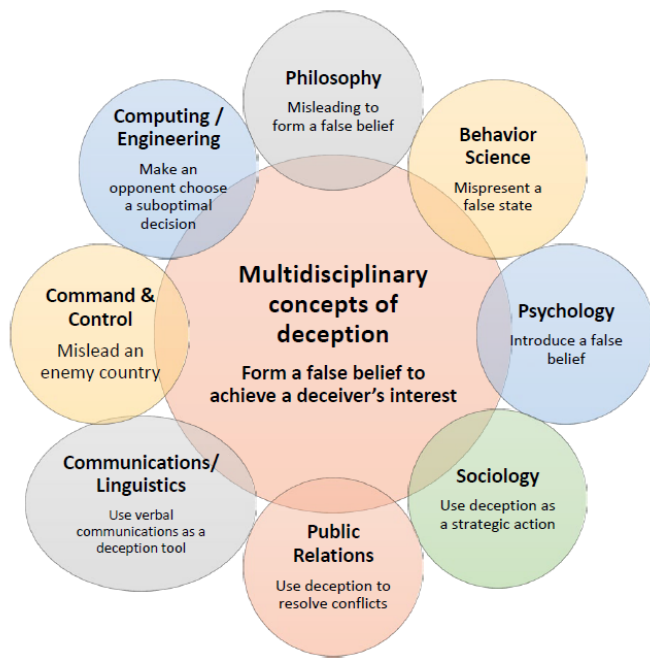 Philosophy
Misleading to
form a false belief
Behavior
Science
Mispresent a
false state
Psychology
Introduce a false
belief
Sociology
Use deception as
a strategic action
Public
Relations
Use deception to
resolve conflicts
Communications/
Linguistics
Use verbal
communications as a
deception tool
Command &
Control
Mislead an
enemy country
Computing /
Engineering
Make an
opponent choose
a suboptimal
decision
Multidisciplinary
concepts of
deception
Form a false belief to
achieve a deceiver's interest